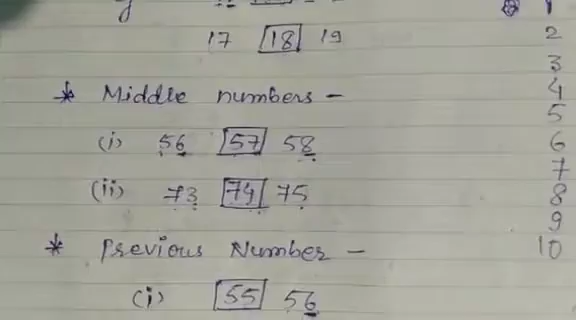 17 18 19
* Middle numbers -
(i) 56 57 58
(ii) 73 74 75
* Previous Number -
(i) 55 56
2
3
4
5
6
7
8
9
10